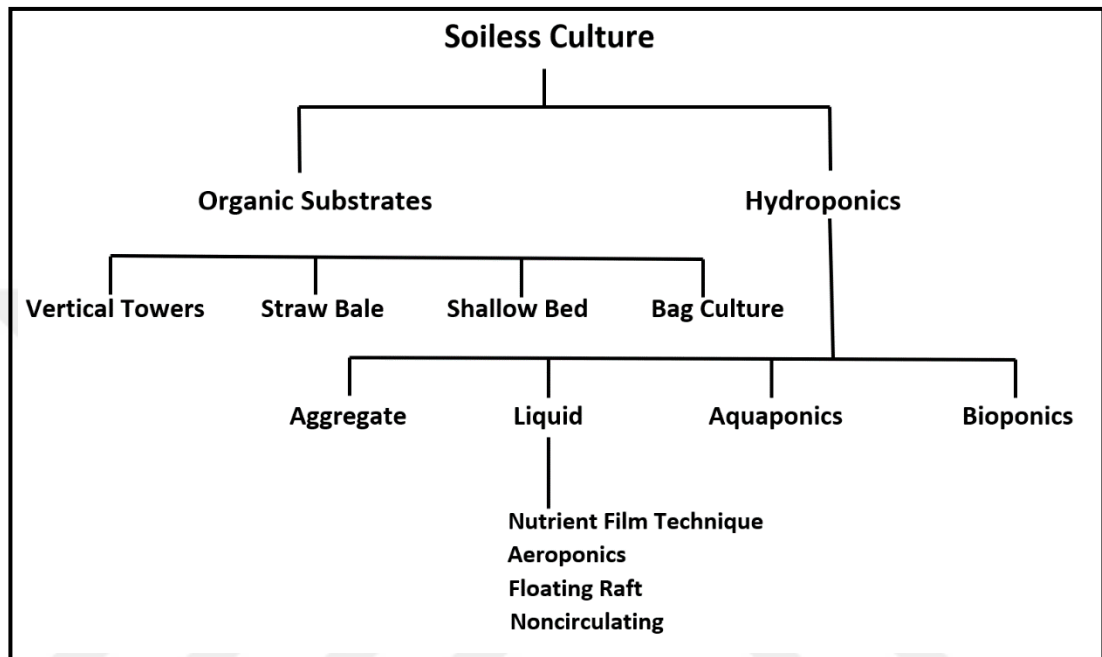 Soiless Culture
Organic Substrates Hydroponics
Vertical Towers Straw Bale Shallow Bed Bag Culture
Aggregate Liquid Aquaponics Bioponics
Nutrient Film Technique
Aeroponics
Floating Raft
Noncirculating